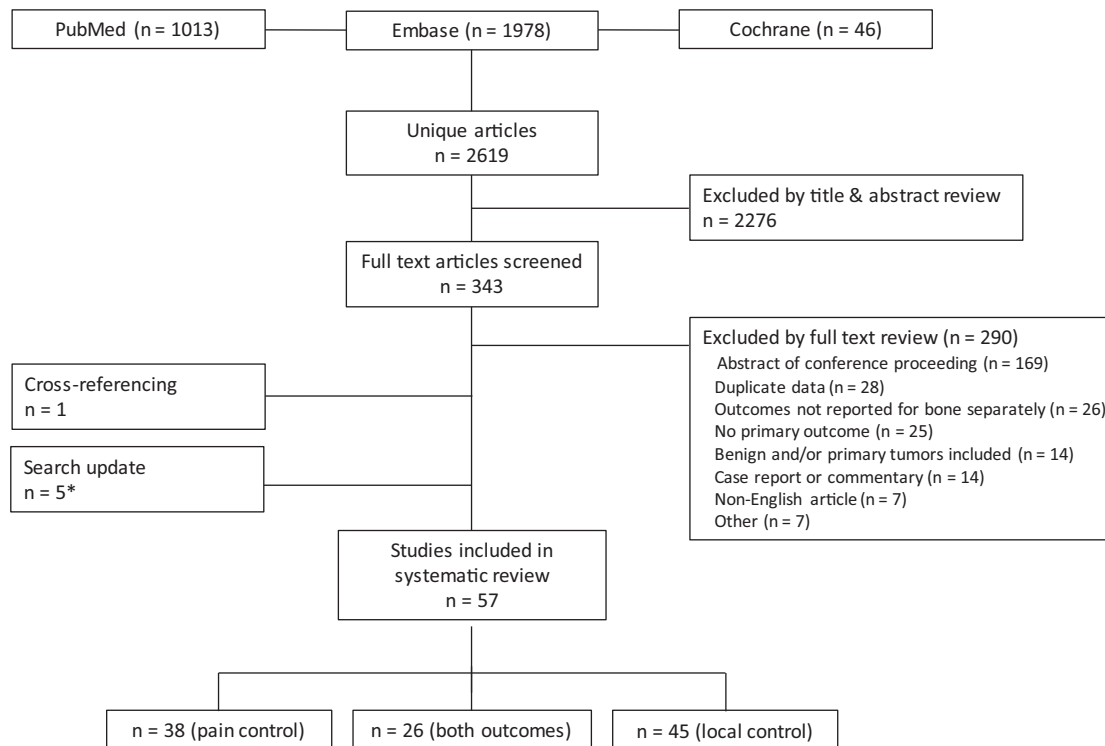 PubMed (n = 1013)
Embase (n = 1978)
Cochrane (n = 46)
Unique articles
n = 2619
Excluded by title & abstract review
n = 2276
Full text articles screened
n = 343
Excluded by full text review (n = 290)
Abstract of conference proceeding (n = 169)
Duplicate data (n = 28)
Outcomes not reported for bone separately (n = 26)
No primary outcome (n = 25)
Benign and/or primary tumors included (n = 14)
Case report or commentary (n = 14)
Non-English article (n = 7)
Other (n = 7)
Cross-referencing
n = 1
Search update
n = 5*
Studies included in
systematic review
n = 57
n = 38 (pain control)
n = 26 (both outcomes)
n = 45 (local control)